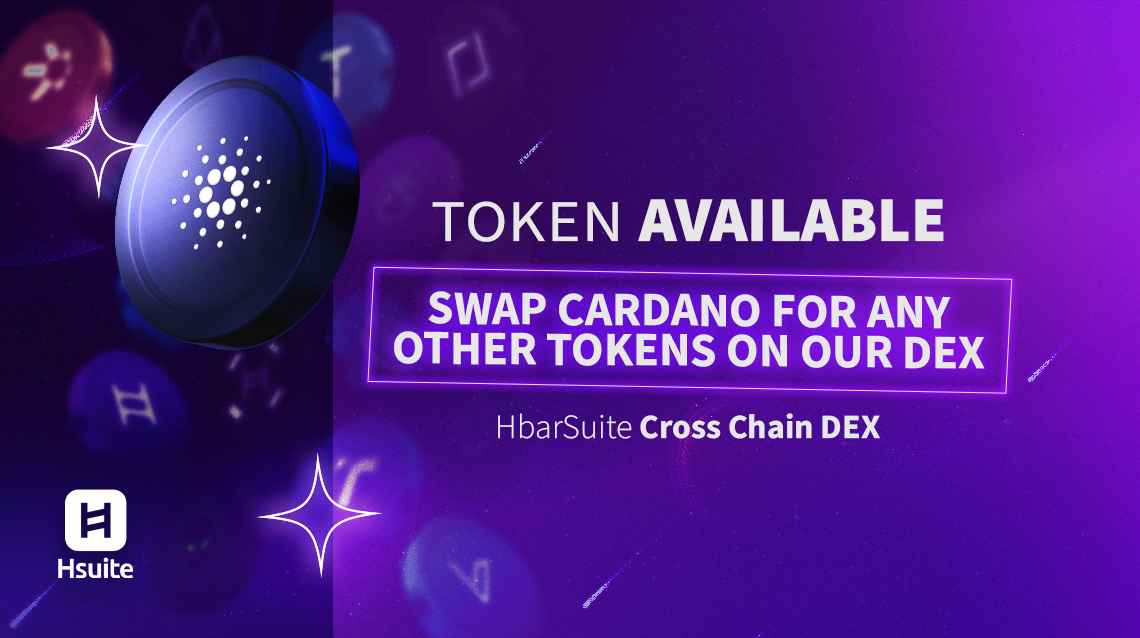 TOKEN AVAILABLE
SWAP CARDANO FOR ANY
OTHER TOKENS ON OUR DEX
HbarSuite Cross Chain DEX
Hsuite